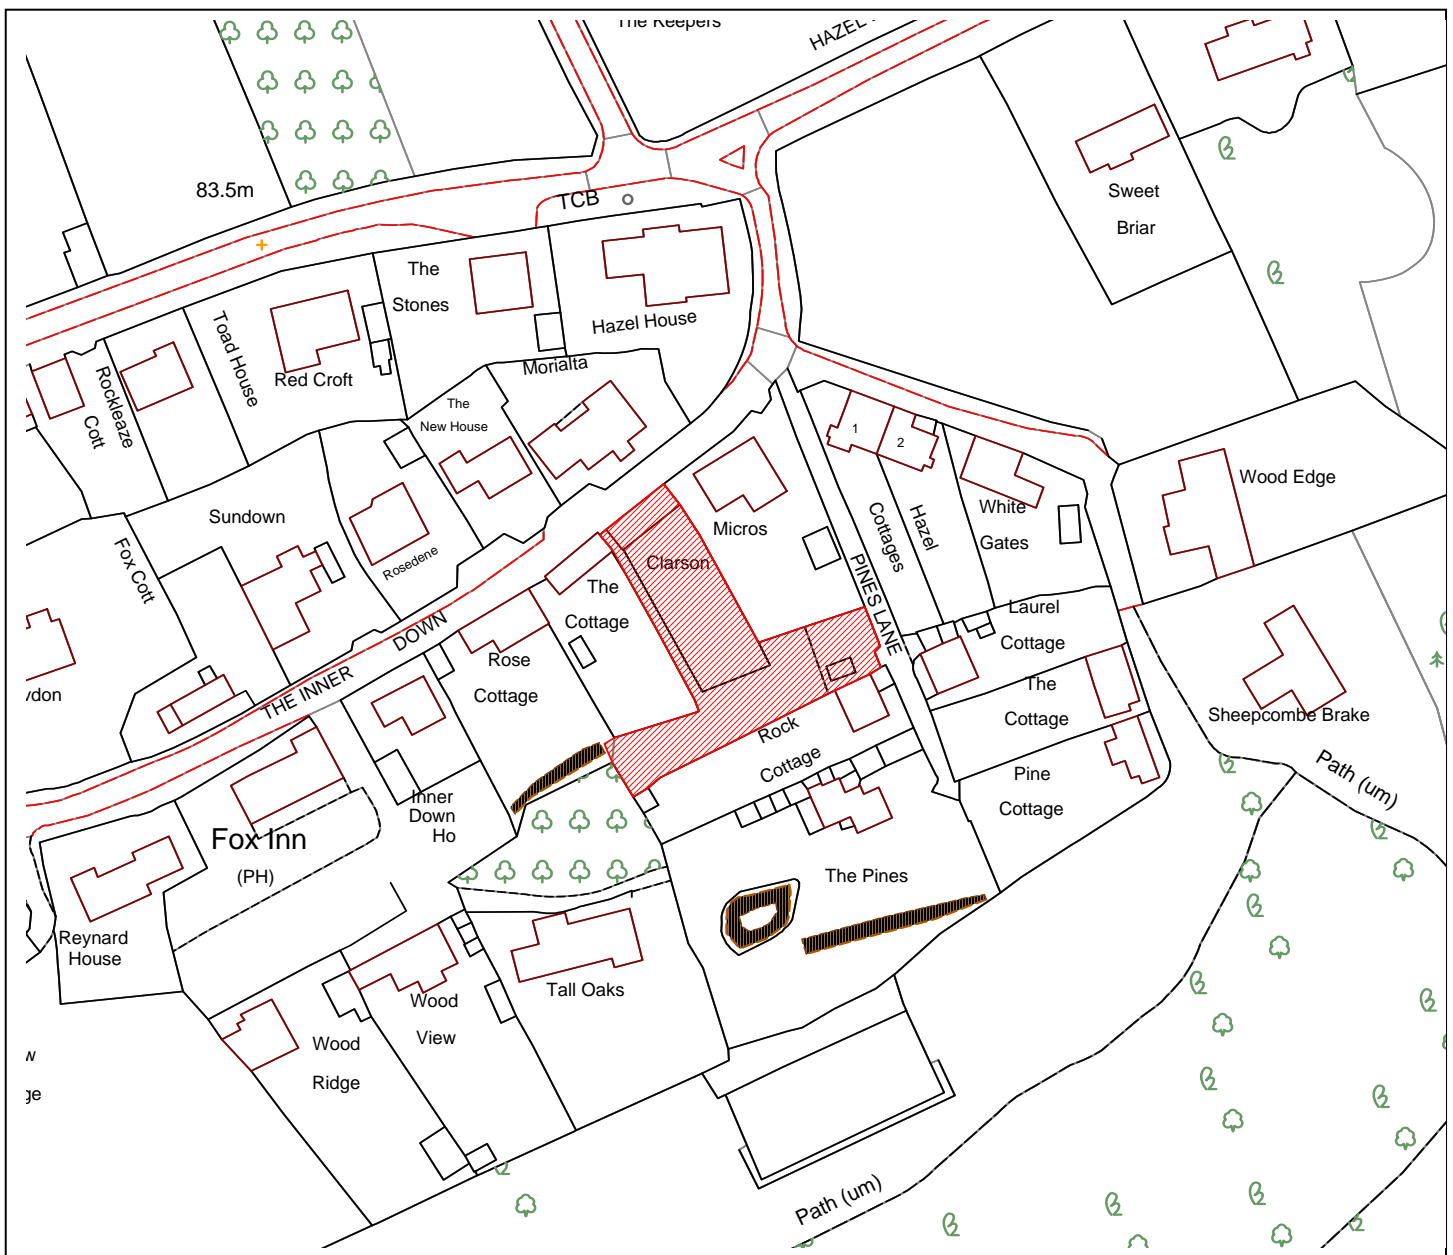 The Keepers
HAZEL
83.5m
TCB
Sweet
Briar
The
Stones
Hazel House
Toad House
Red Croft
Morialta
Rockleaze
Cott
The
New House
1
2
Wood Edge
Sundown
Micros
White
Gates
Hazel
Cottages
Fox Cott
Rosedene
Clarson
The
Cottage
PINES LANE
Laurel
Cottage
THE INNER
DOWN
Rose
Cottage
The
Cottage
Sheepcombe Brake
Rock
Cottage
Pine
Cottage
Path (um)
Inner
Down
Ho
Fox Inn
(PH)
The Pines
Reynard
House
Tall Oaks
Wood
View
Wood
Ridge
Path (um)